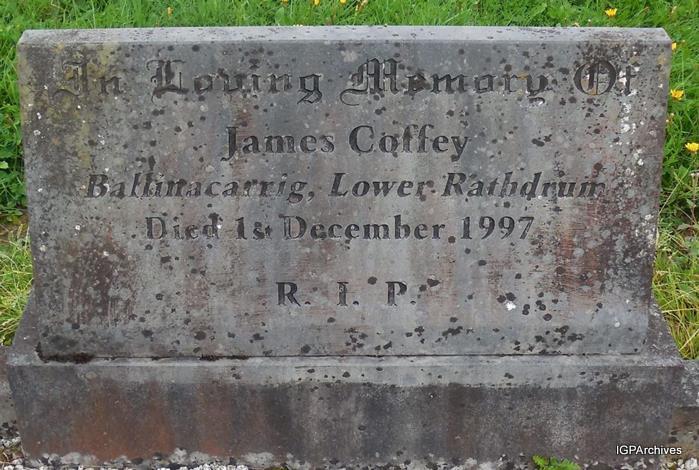 In Loving Memory Of
James Coffey
Ballinacarrig, Lower Rathdrum
Died 1st December 1997
R. I. P.
IGPArchives